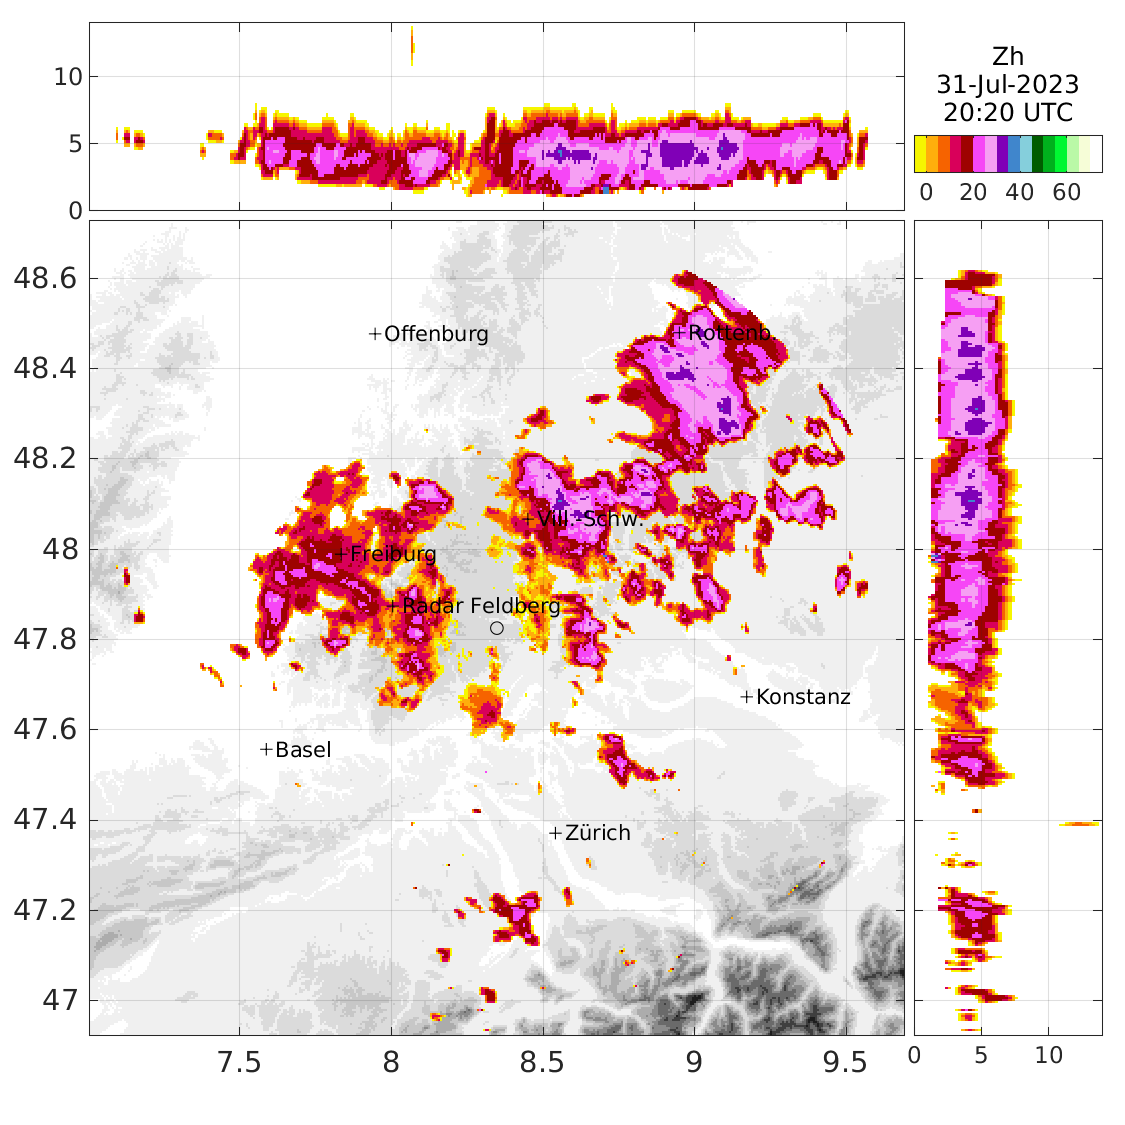 10
5
0
Zh
31-Jul-2023
20:20 UTC
0 20 40 60
48.6
48.4
48.2
48
47.8
47.6
47.4
47.2
47
+Offenburg
+Rottenb.
+Vill.-Schw.
+Freiburg
+Radar Feldberg
+Konstanz
+Basel
+Zürich
7.5 8 8.5 9 9.5
0 5 10